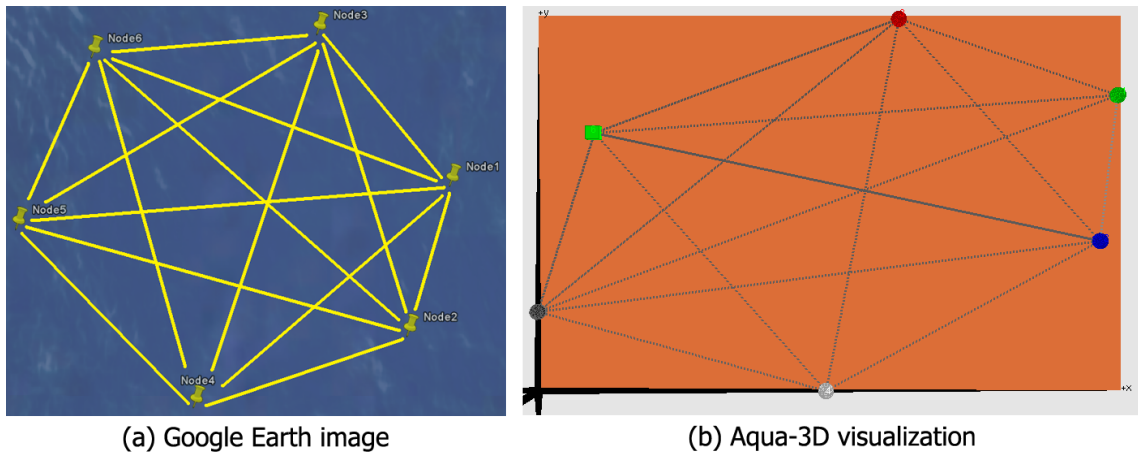 Node3
Node6
Node1
Node5
Node2
Node4
+y
+x
(a) Google Earth image
(b) Aqua-3D visualization